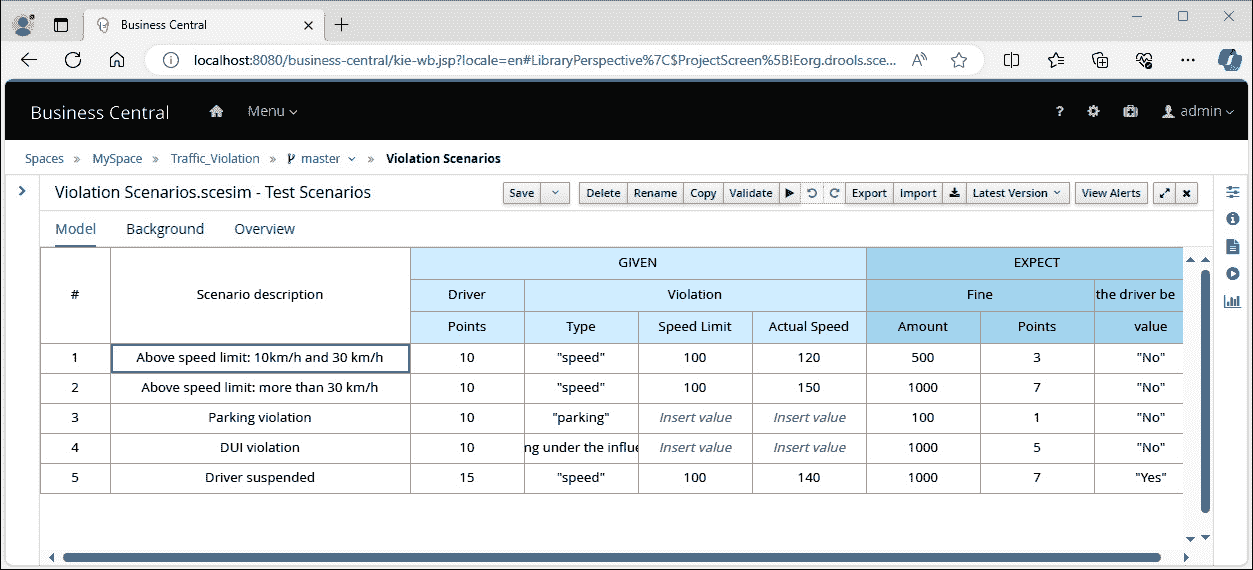 Business Central
localhost:8080/business-central/kie-wb.jsp?locale=en#LibraryPerspective%7C$ProjectScreen%5B!Eorg.drools.sce...
Business Central Menu ? admin
Spaces » MySpace » Traffic_Violation » master » Violation Scenarios
Violation Scenarios.scesim - Test Scenarios Save Delete Rename Copy Validate Export Import Latest Version View Alerts
Model Background Overview
# Scenario description GIVEN EXPECT
Driver Violation Fine the driver be
Points Type Speed Limit Actual Speed Amount Points value
1 Above speed limit: 10km/h and 30 km/h 10 "speed" 100 120 500 3 "No"
2 Above speed limit: more than 30 km/h 10 "speed" 100 150 1000 7 "No"
3 Parking violation 10 "parking" Insert value Insert value 100 1 "No"
4 DUI violation 10 ng under the influe Insert value Insert value 1000 5 "No"
5 Driver suspended 15 "speed" 100 140 1000 7 "Yes"